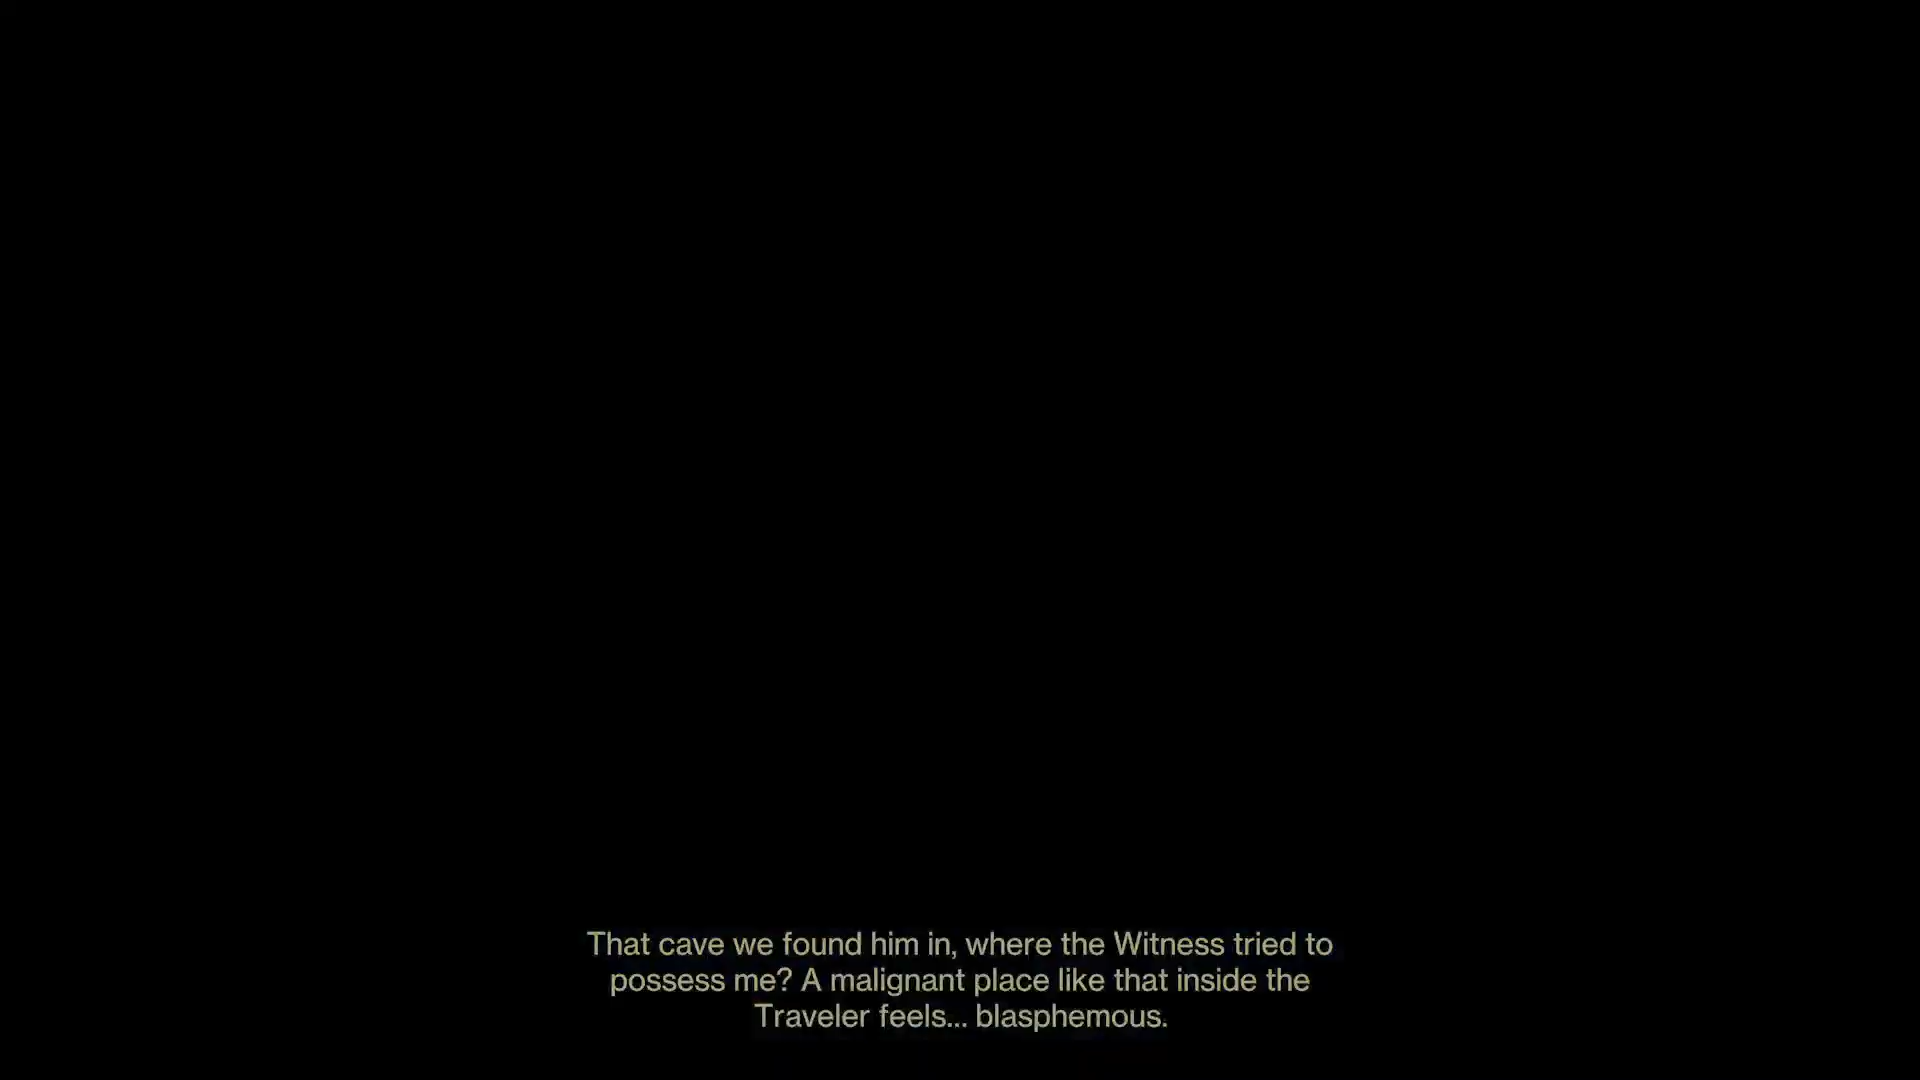 That cave we found him in, where the Witness tried to
possess me? A malignant place like that inside the
Traveler feels... blasphemous.